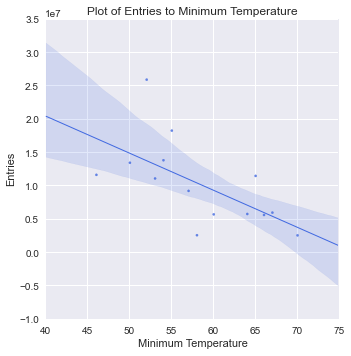 Plot of Entries to Minimum Temperature
1e7
3.5
3.0
2.5
2.0
1.5
1.0
0.5
0.0
−0.5
−1.0
Entries
40 45 50 55 60 65 70 75
Minimum Temperature